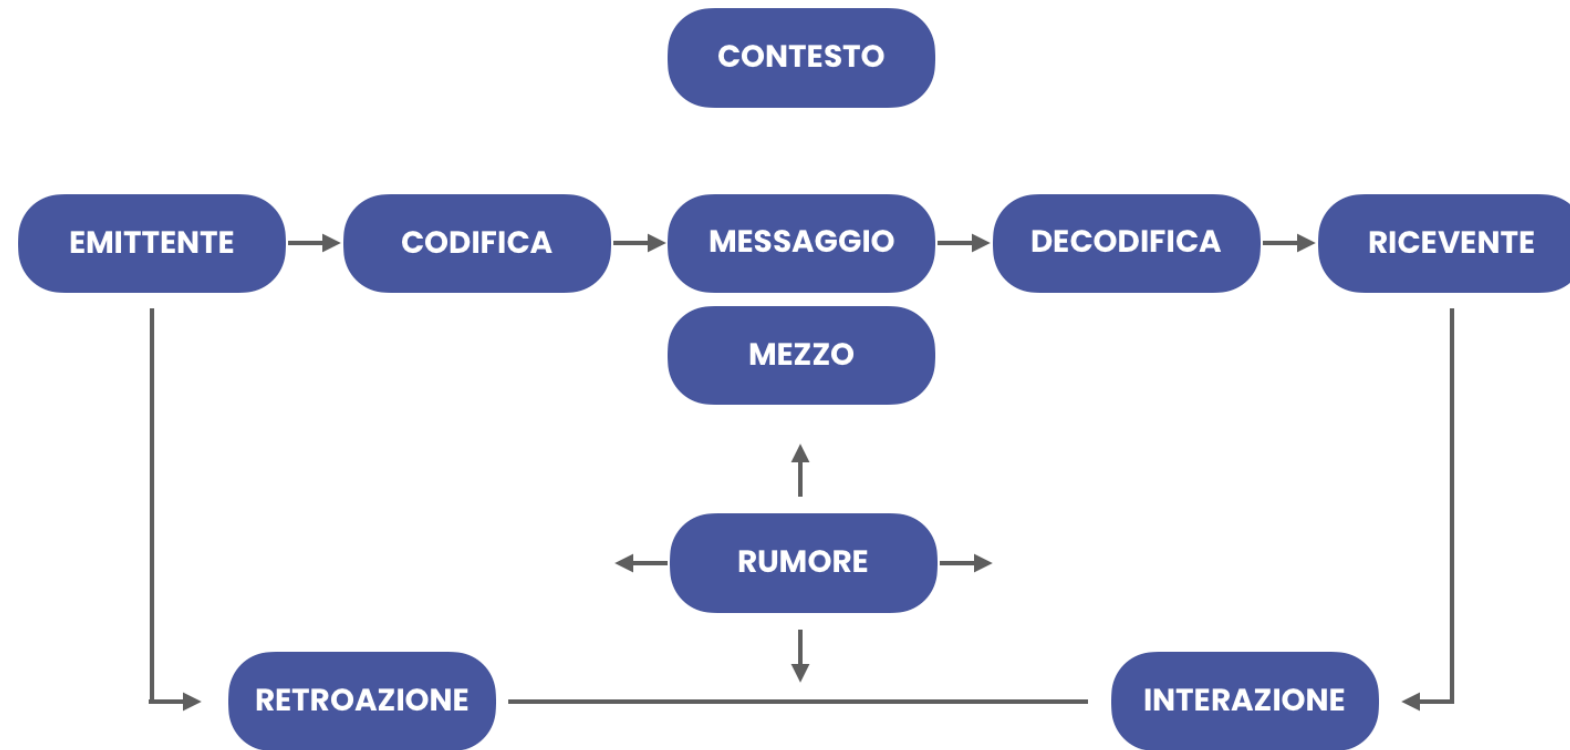 CONTESTO
EMITTENTE
CODIFICA
MESSAGGIO
DECODIFICA
RICEVENTE
MEZZO
RUMORE
RETROAZIONE
INTERAZIONE